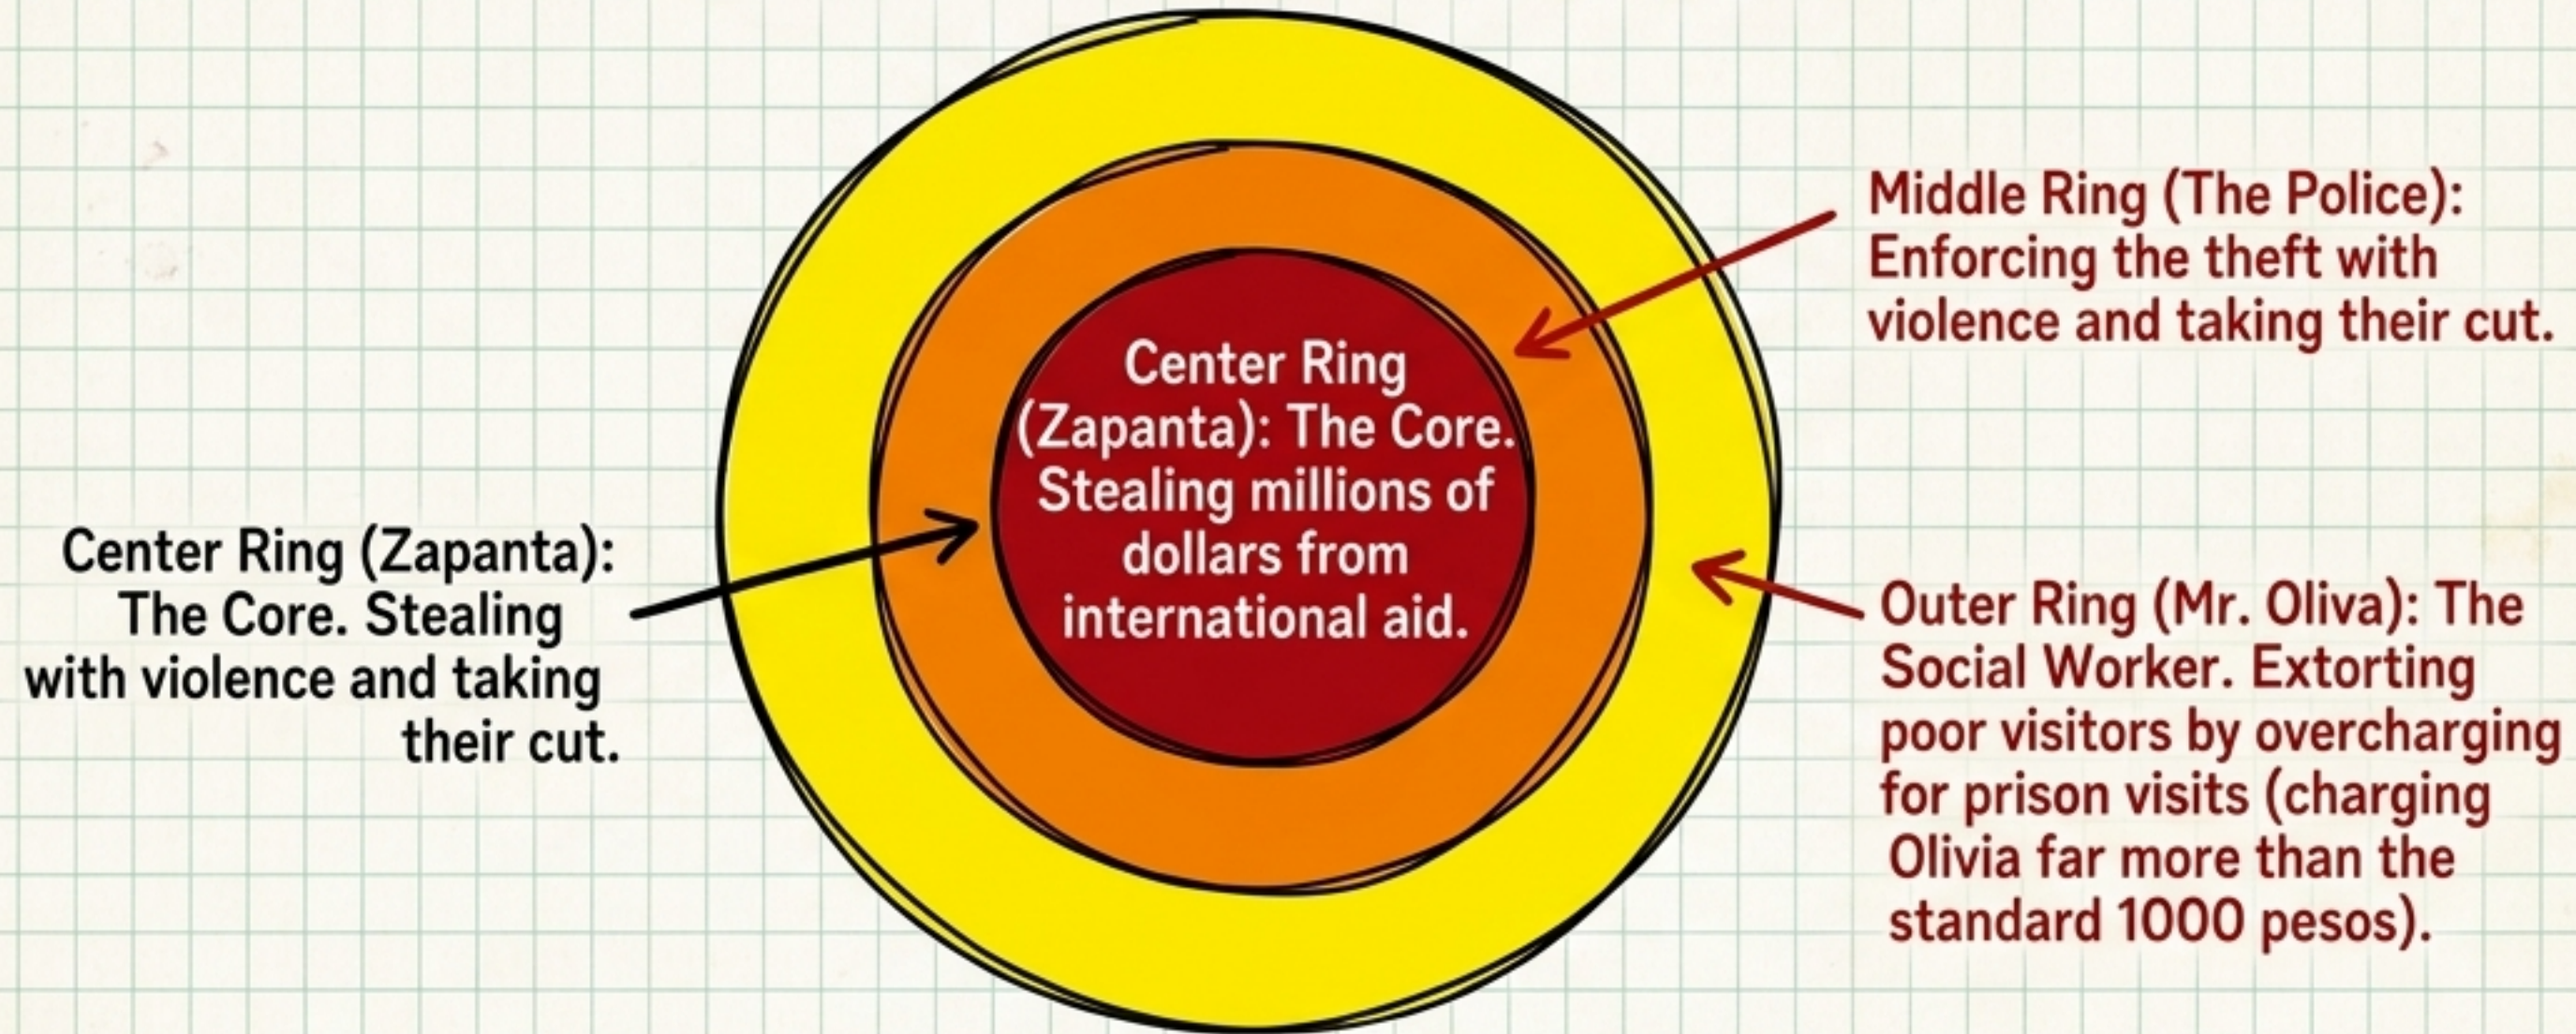 Center Ring (Zapanta):
The Core. Stealing
with violence and taking
their cut.
Center Ring
(Zapanta): The Core.
Stealing millions of
dollars from
international aid.
Middle Ring (The Police):
Enforcing the theft with
violence and taking their cut.
Outer Ring (Mr. Oliva): The
Social Worker. Extorting
poor visitors by overcharging
for prison visits (charging
Olivia far more than the
standard 1000 pesos).